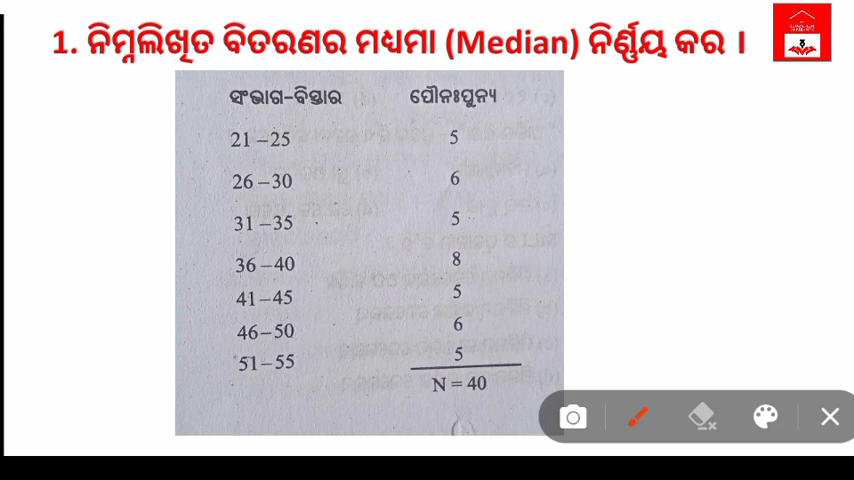 1. ନିମ୍ନଲିଖିତ ବିତରଣର ମଧ୍ୟମା (Median) ନିର୍ଣ୍ଣୟ କର ।
ସଂଭାଗ-ବିସ୍ତାର ପୌନଃପୁନ୍ୟ
21-25 5
26-30 6
31-35 5
36-40 8
41-45 5
46-50 6
51-55 5
N = 40